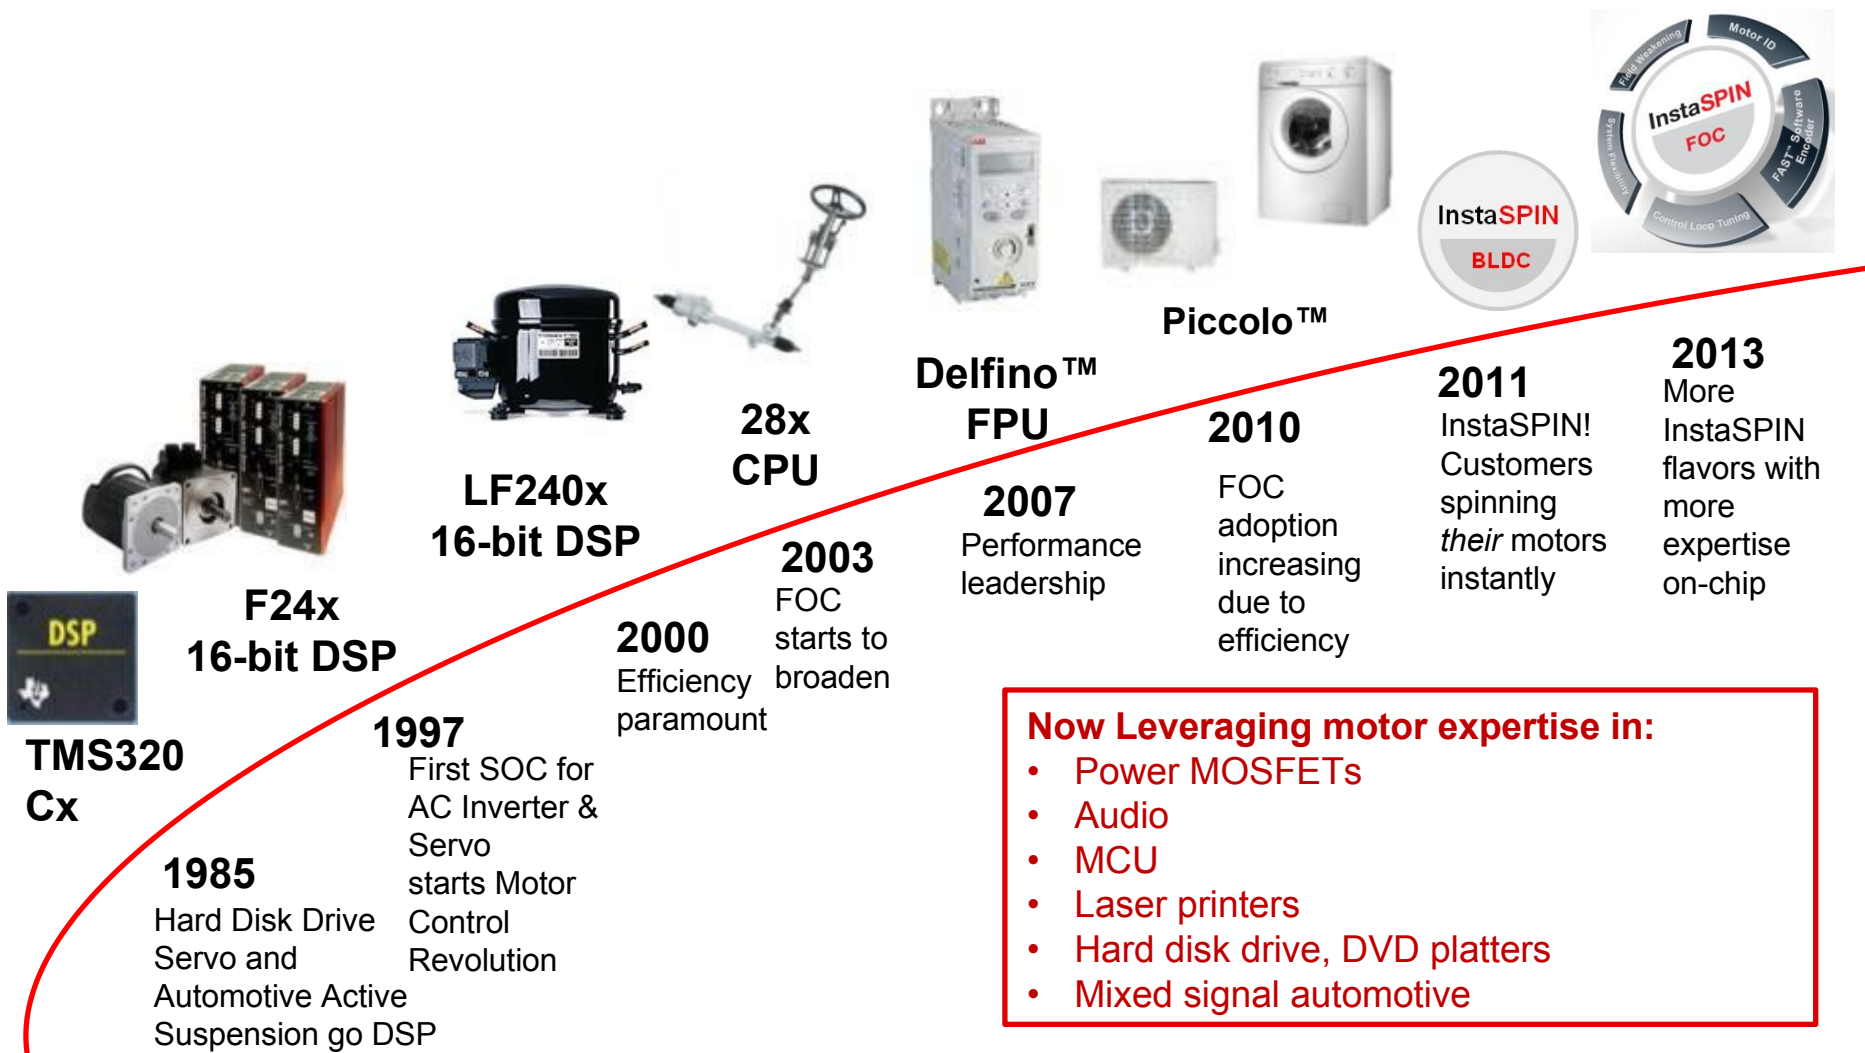 DSP
TMS320
Cx
1985
Hard Disk Drive
Servo and
Automotive Active
Suspension go DSP
F24x
16-bit DSP
1997
First SOC for
AC Inverter &
Servo
starts Motor
Control
Revolution
LF240x
16-bit DSP
2000
Efficiency
paramount
28x
CPU
2003
FOC
starts to
broaden
ABB
Delfino™
FPU
2007
Performance
leadership
Piccolo™
2010
FOC
adoption
increasing
due to
efficiency
InstaSPIN
BLDC
2011
InstaSPIN!
Customers
spinning
their motors
instantly
Field Weakening
Motor ID
FAST™ Software
Encoder
Control Loop Tuning
System Flexibility
InstaSPIN
FOC
2013
More
InstaSPIN
flavors with
more
expertise
on-chip
Now Leveraging motor expertise in:
• Power MOSFETs
• Audio
• MCU
• Laser printers
• Hard disk drive, DVD platters
• Mixed signal automotive